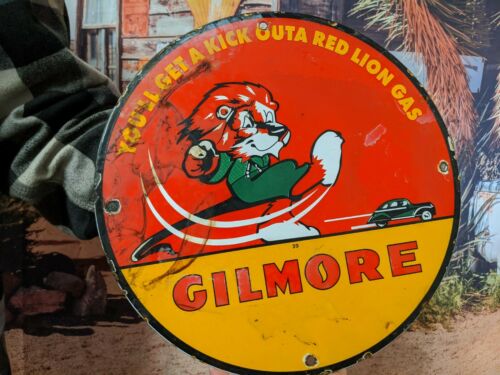 YOU'LL GET A KICK OUTA RED LION GAS
GILMORE